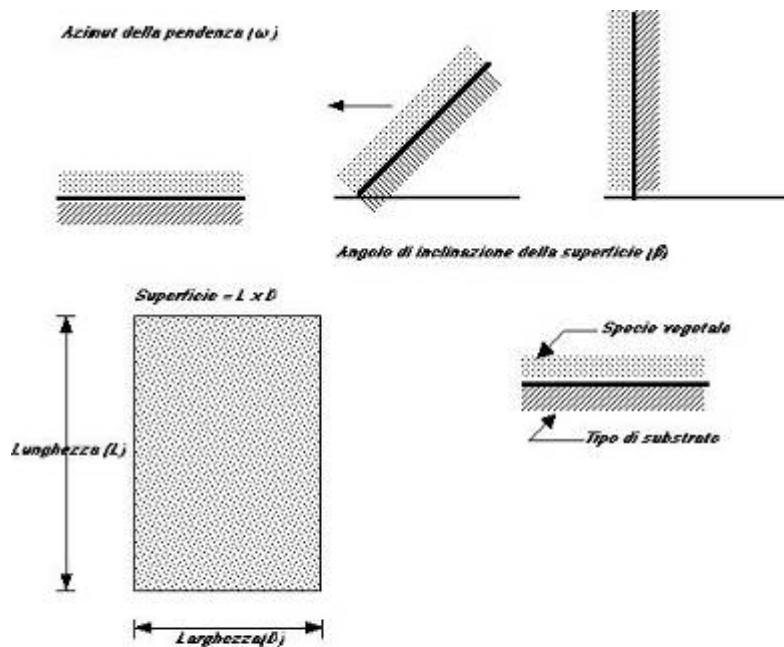 Azimut della pendenza (ω)
Angolo di inclinazione della superficie (β)
Superficie = L x D
Specie vegetale
Lunghezza (L)
Tipo di substrato
Larghezza(D)